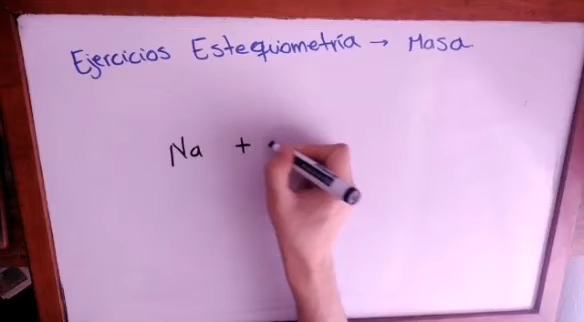 Ejercicios Estequiometría → Masa
Na +